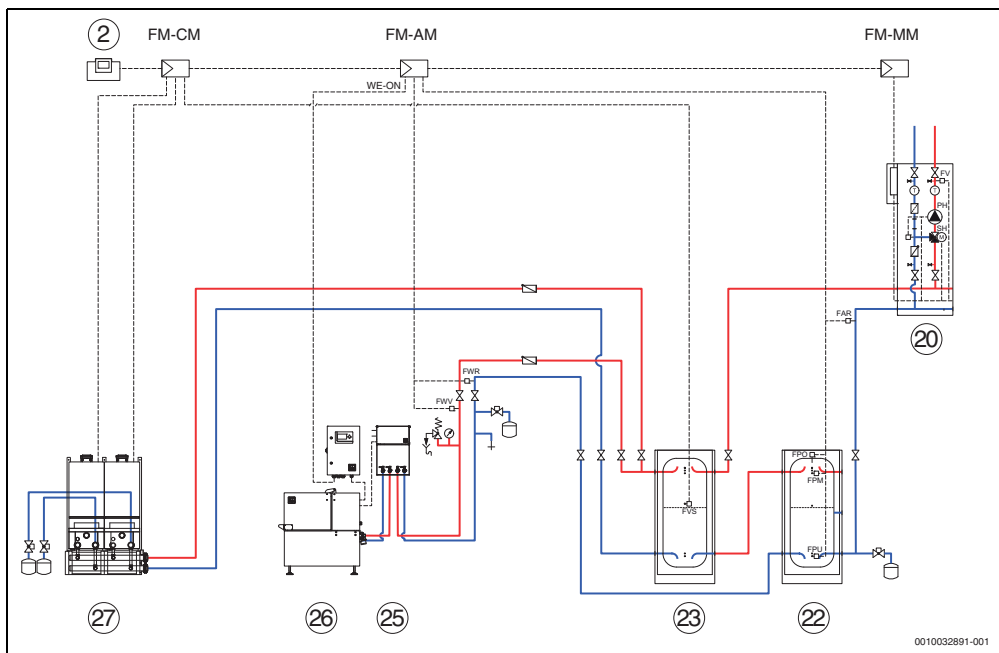 2
FM-CM
FM-AM
FM-MM
WE-ON
FV
T
T
PH
SH
M
FAR
20
FWR
FWV
FPO
FPM
FVS
FPU
27
26
25
23
22
0010032891-001